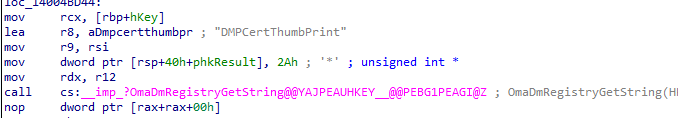 loc_14004BD44:
mov rcx, [rbp+hKey]
lea r8, aDmpcertthumbpr ; "DMPCertThumbPrint"
mov r9, rsi
mov dword ptr [rsp+40h+phkResult], 2Ah ; '*' ; unsigned int *
mov rdx, r12
call cs:__imp_?OmaDmRegistryGetString@@YAJPEAUHKEY__@@PEBG1PEAGI@Z ; OmaDmRegistryGetString(H
nop dword ptr [rax+rax+00h]